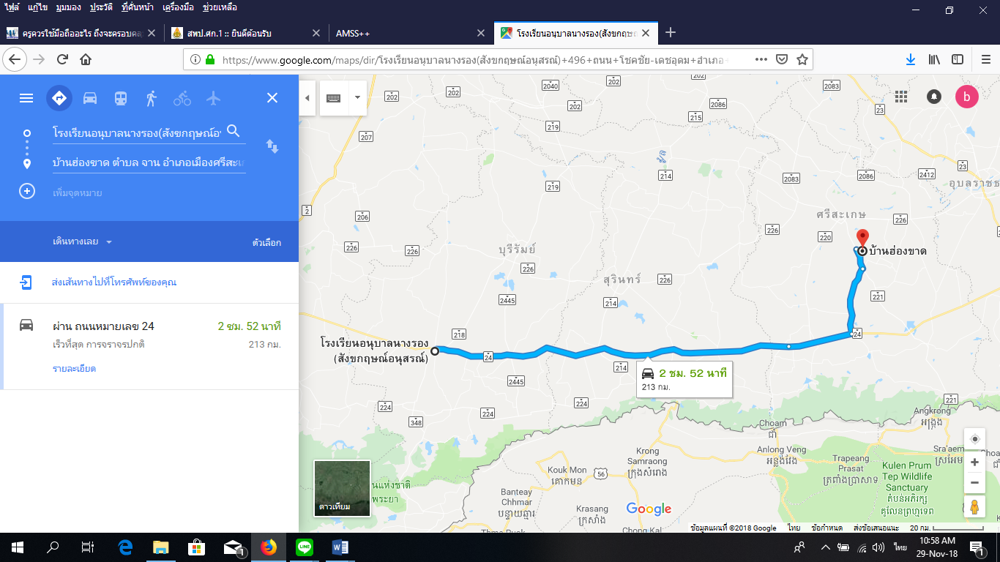 ไฟล์ แก้ไข มุมมอง ประวัติ ที่คั่นหน้า เครื่องมือ ช่วยเหลือ
ครูควรใช้มือถืออะไร ถึงจะครอบคลุ
สพป.ศก.1 :: ยินดีต้อนรับ
AMSS++
โรงเรียนอนุบาลนางรอง(สังขกฤษณ์
https://www.google.com/maps/dir/โรงเรียนอนุบาลนางรอง(สังขกฤษณ์อนุสรณ์)+496+ถนน+โชคชัย-เดชอุดม+อำเภอ+
โรงเรียนอนุบาลนางรอง(สังขกฤษณ์อ
บ้านฮ่องขาด ตำบล จาน อำเภอเมืองศรีสะเก
เพิ่มจุดหมาย
เดินทางเลย
ตัวเลือก
ส่งเส้นทางไปที่โทรศัพท์ของคุณ
ผ่าน ถนนหมายเลข 24
2 ชม. 52 นาที
เร็วที่สุด การจราจรปกติ
213 กม.
รายละเอียด
b
202
202
2040
202
202
2083
2086
23
215
219
207
214
2083
2086
2412
23
อุบลราชธ
219
2
206
ศรีสะเกษ
226
226
220
226
226
บุรีรัมย์
บ้านฮ่องขาด
226
สุรินทร์
226
2445
214
221
218
24
โรงเรียนอนุบาลนางรอง
(สังขกฤษณ์อนุสรณ์)
24
214
2 ชม. 52 นาที
213 กม.
2445
224
224
224
221
348
Choam
ជាំ
Angkrong
អង្ក្រុង
Anlong Veng
អន្លង់វែង
Krong
Samraong
ក្រុងសំរោង
Trapeang
Prasat
ត្រពាំងប្រាសាទ
Sra'aem
Kouk Mon
គោកមន
56
Kulen Prum
Tep Wildlife
Sanctuary
Banteay
Chhmar
បន្ទាយឆ្មារ
Krasang
ក្រសាំង
Chong Kal
นแห่งชาติ
พระยา
ดาวเทียม
Google
ข้อมูลแผนที่ ©2018 Google ไทย ข้อกำหนด ส่งข้อเสนอแนะ 20 กม.
1
ไทย
10:58 AM
29-Nov-18
1